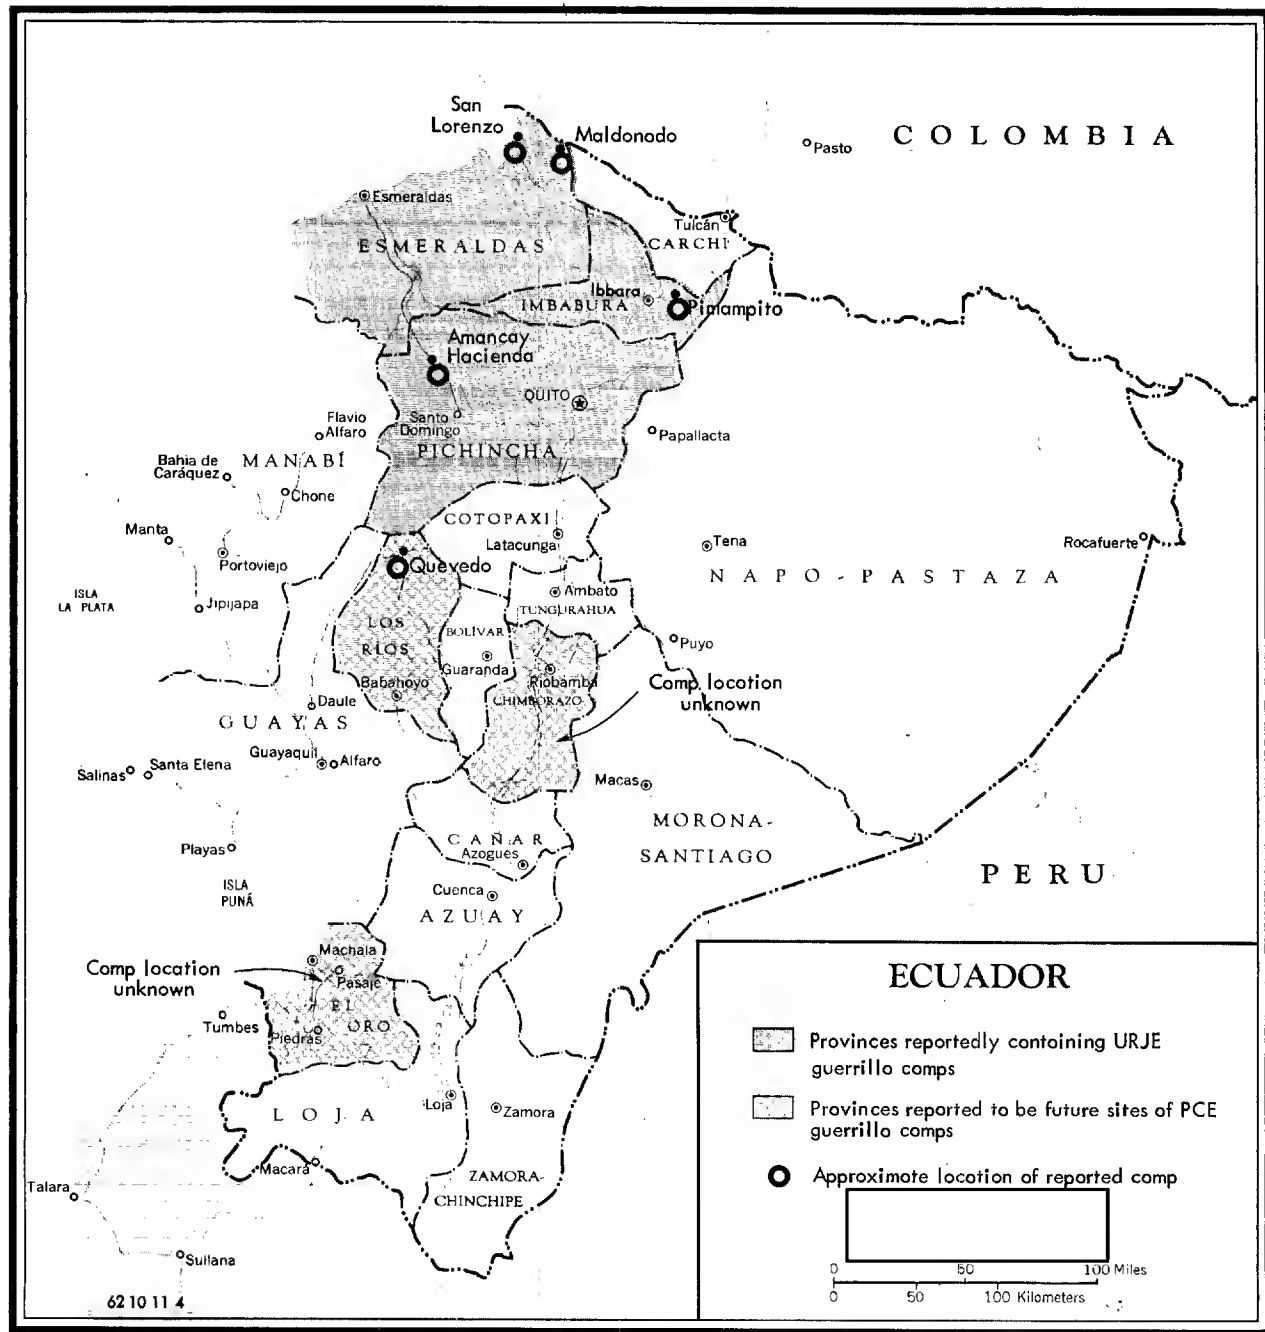 San
Lorenzo
Maldonado
COLOMBIA
Pasto
Esmeraldas
Tulcán
CARCHI
ESMERALDAS
Ibbara
IMBABURA
Pimampito
Amancay
Hacienda
QUITO
Santo
Domingo
Flavio
Alfaro
Papallacta
PICHINCHA
MANABÍ
Bahia de
Caráquez
Chone
COTOPAXI
Manta
Latacunga
Tena
Rocafuerte
Portoviejo
Quevedo
NAPO-PASTAZA
ISLA
LA PLATA
Jipijapa
Ambato
TUNGURAHUA
LOS
RÍOS
BOLÍVAR
Puyo
Guaranda
Riobamba
Babahoyo
CHIMBORAZO
Comp location
unknown
Daule
GUAYAS
Guayaquil
Alfaro
Salinas
Santa Elena
Macas
MORONA-
SANTIAGO
CAÑAR
Azogues
Playas
PERU
ISLA
PUNÁ
Cuenca
AZUAY
Machala
Comp location
unknown
Pasaje
EL
ORO
Tumbes
Piedras
Loja
Zamora
LOJA
Macará
ZAMORA-
CHINCHIPE
Talara
Sullana
62 10 11 4
ECUADOR
Provinces reportedly contoining URJE
guerrillo comps
Provinces reported to be future sites of PCE
guerrillo comps
Approximate location of reported comp
0 50 100 Miles
0 50 100 Kilometers